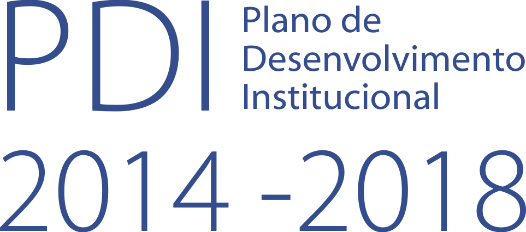 PDI
Plano de
Desenvolvimento
Institucional
2014 -2018